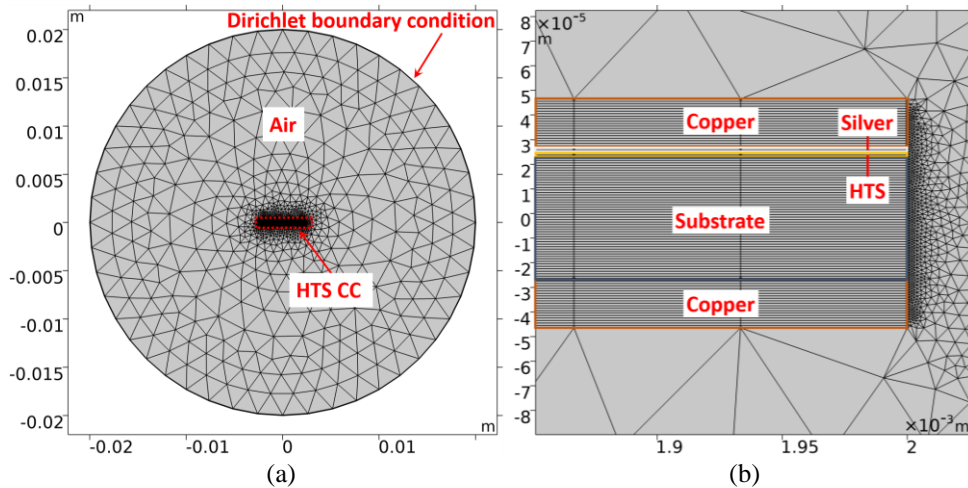 m
Dirichlet boundary condition
0.02
0.015
0.01
0.005
0
-0.005
-0.01
-0.015
-0.02
Air
HTS CC
-0.02
-0.01
0
0.01
m
(a)
8 ×10⁻⁵
7 m
6
5
4
3
2
1
0
-1
-2
-3
-4
-5
-6
-7
-8
Copper
Silver
HTS
Substrate
Copper
×10⁻³
1.9
1.95
2
m
(b)